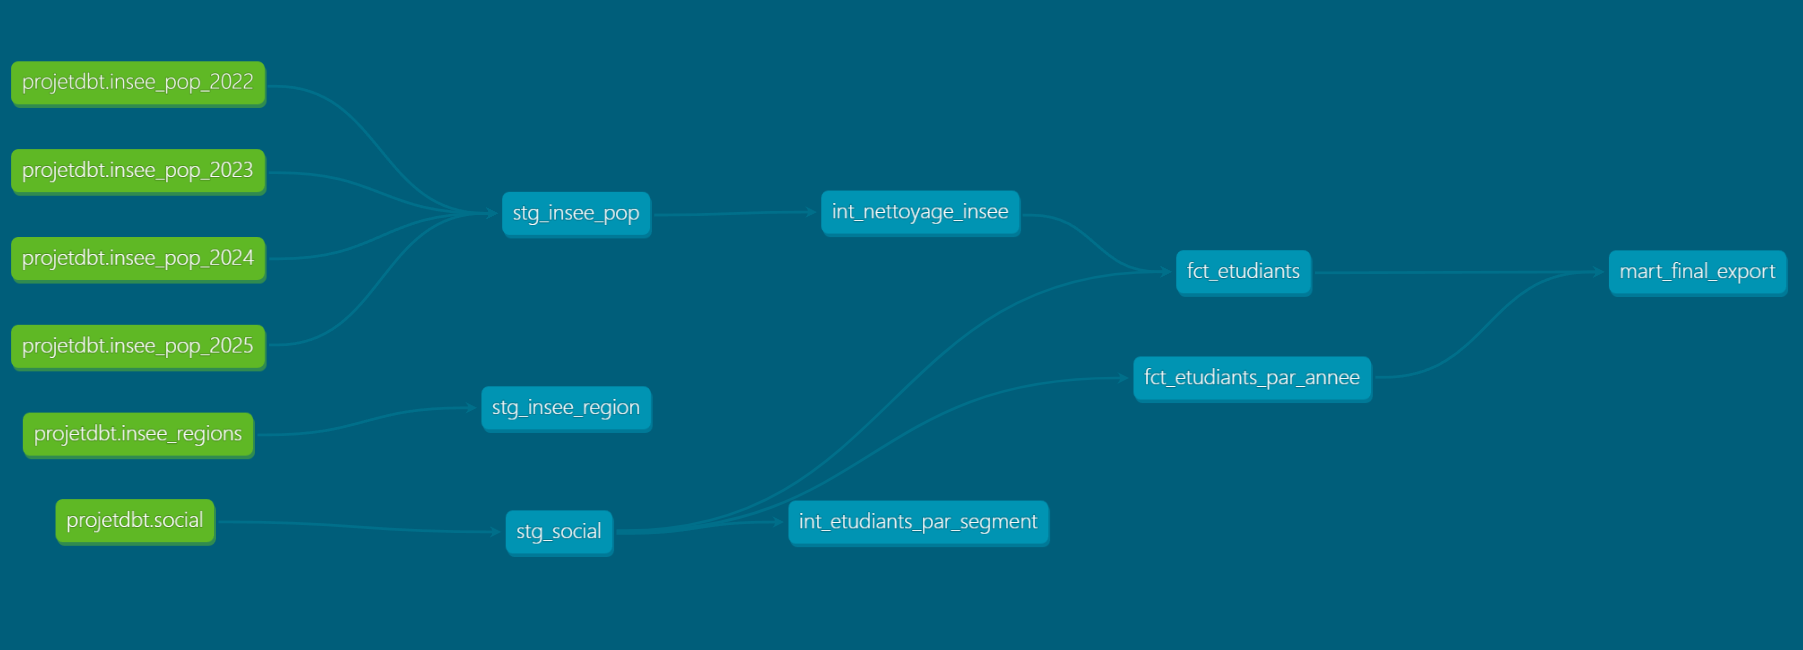 projetdbt.insee_pop_2022
projetdbt.insee_pop_2023
projetdbt.insee_pop_2024
projetdbt.insee_pop_2025
projetdbt.insee_regions
projetdbt.social
stg_insee_pop
stg_insee_region
stg_social
int_nettoyage_insee
int_etudiants_par_segment
fct_etudiants
fct_etudiants_par_annee
mart_final_export